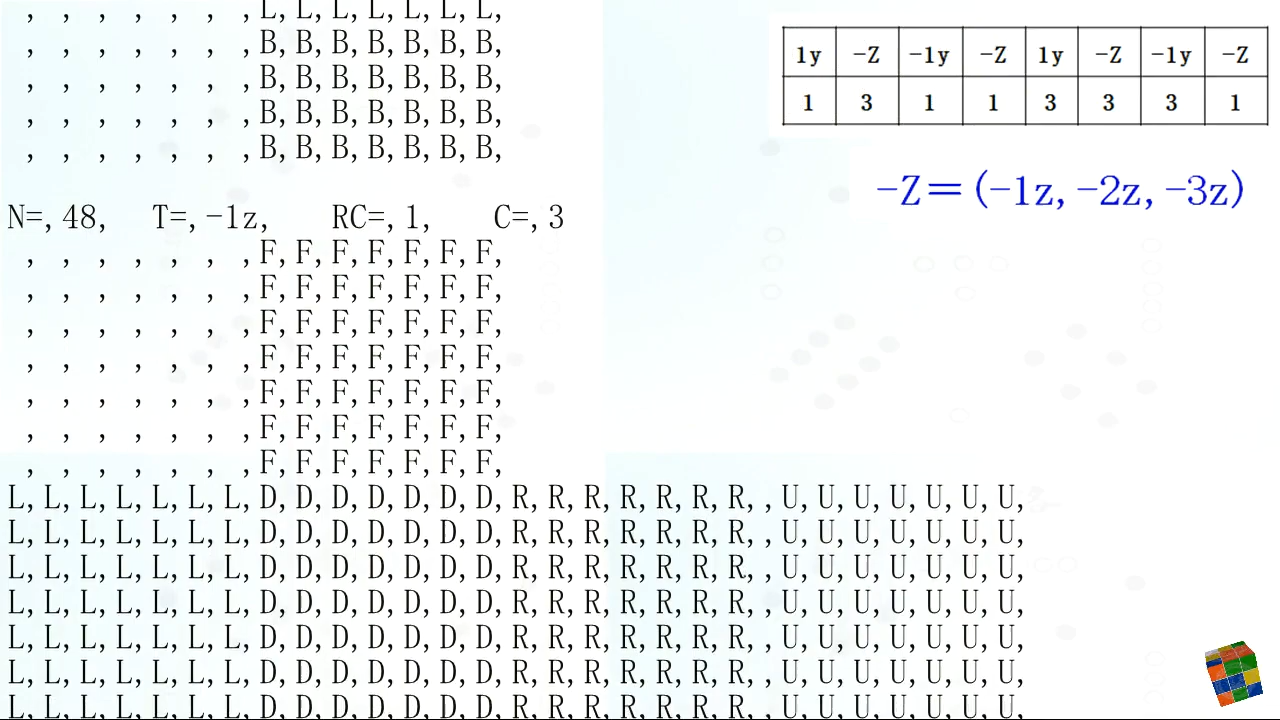 , , , , , , ,L,L,L,L,L,L,L,
, , , , , , ,B,B,B,B,B,B,B,
, , , , , , ,B,B,B,B,B,B,B,
, , , , , , ,B,B,B,B,B,B,B,
, , , , , , ,B,B,B,B,B,B,B,
N=,48, T=,-1z, RC=,1, C=,3
, , , , , , ,F,F,F,F,F,F,F,
, , , , , , ,F,F,F,F,F,F,F,
, , , , , , ,F,F,F,F,F,F,F,
, , , , , , ,F,F,F,F,F,F,F,
, , , , , , ,F,F,F,F,F,F,F,
, , , , , , ,F,F,F,F,F,F,F,
, , , , , , ,F,F,F,F,F,F,F,
L,L,L,L,L,L,L,D,D,D,D,D,D,D,R,R,R,R,R,R,R,,U,U,U,U,U,U,U,
L,L,L,L,L,L,L,D,D,D,D,D,D,D,R,R,R,R,R,R,R,,U,U,U,U,U,U,U,
L,L,L,L,L,L,L,D,D,D,D,D,D,D,R,R,R,R,R,R,R,,U,U,U,U,U,U,U,
L,L,L,L,L,L,L,D,D,D,D,D,D,D,R,R,R,R,R,R,R,,U,U,U,U,U,U,U,
L,L,L,L,L,L,L,D,D,D,D,D,D,D,R,R,R,R,R,R,R,,U,U,U,U,U,U,U,
L,L,L,L,L,L,L,D,D,D,D,D,D,D,R,R,R,R,R,R,R,,U,U,U,U,U,U,U,
L,L,L,L,L,L,L,D,D,D,D,D,D,D,R,R,R,R,R,R,R,,U,U,U,U,U,U,U,
1y -Z -1y -Z 1y -Z -1y -Z
1 3 1 1 3 3 3 1
-Z=(-1z,-2z,-3z)